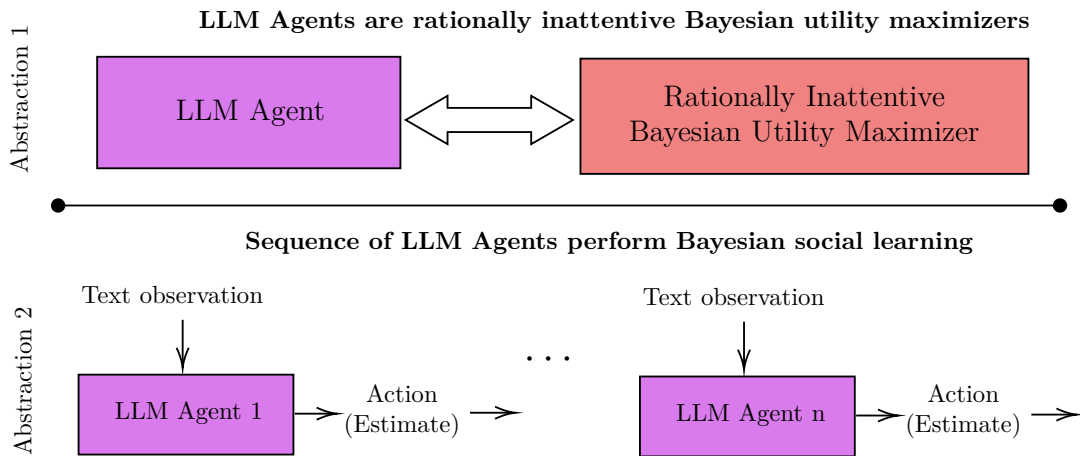 LLM Agents are rationally inattentive Bayesian utility maximizers
Abstraction 1
LLM Agent
Rationally Inattentive
Bayesian Utility Maximizer
Sequence of LLM Agents perform Bayesian social learning
Abstraction 2
Text observation
LLM Agent 1
Action
(Estimate)
. . .
Text observation
LLM Agent n
Action
(Estimate)